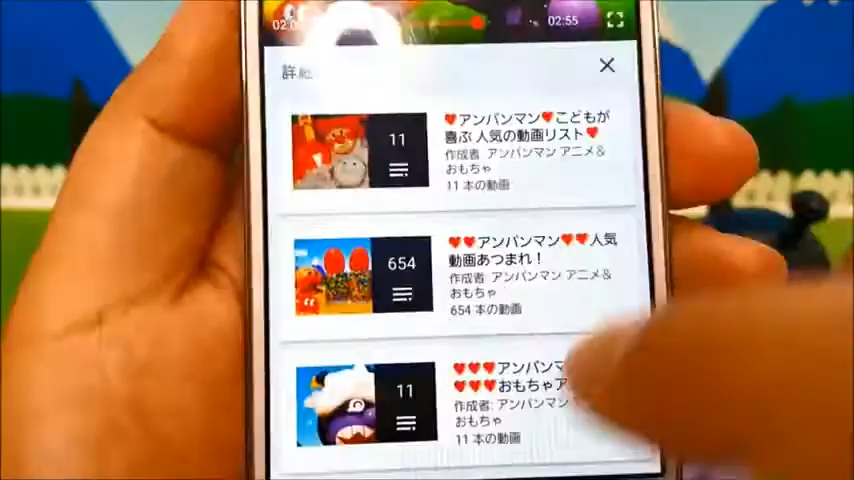 02:55
詳細
11
❤アンパンマン❤こどもが
喜ぶ 人気の動画リスト❤
作成者: アンパンマン アニメ&
おもちゃ
11 本の動画
654
❤❤アンパンマン❤❤人気
動画あつまれ！
作成者: アンパンマン アニメ&
おもちゃ
654 本の動画
11
❤❤❤アンパンマ
❤❤❤おもちゃア
作成者: アンパンマン
おもちゃ
11 本の動画